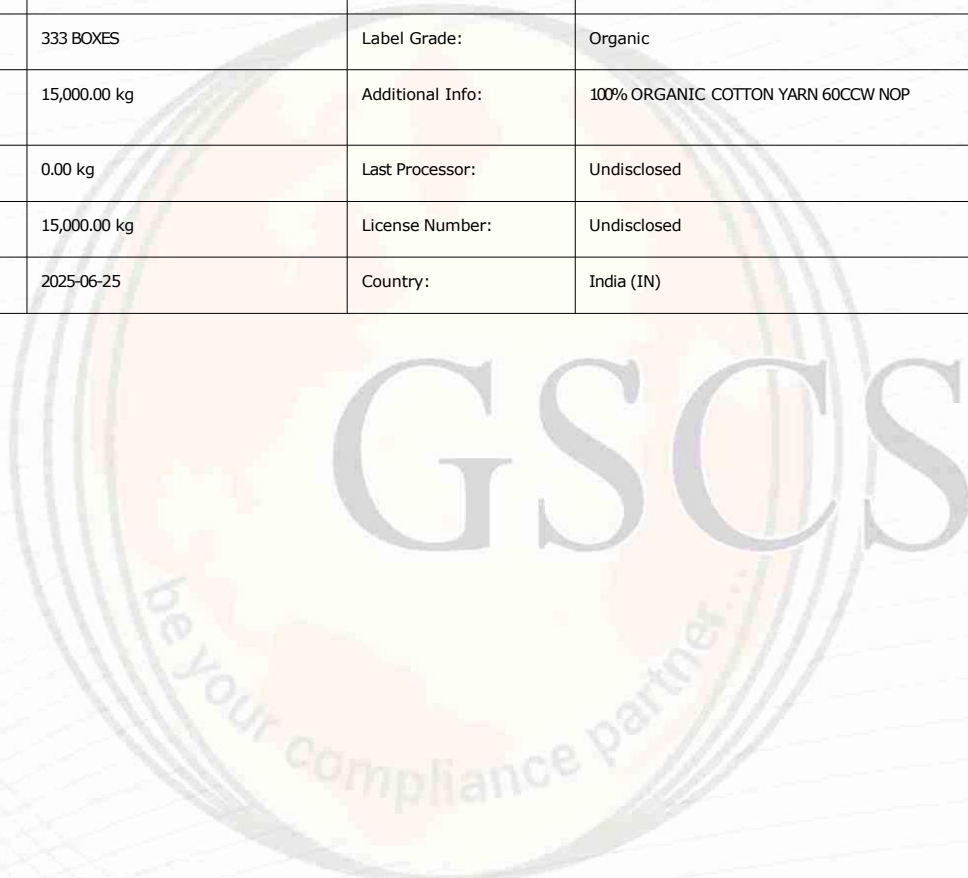 333 BOXES Label Grade: Organic
15,000.00 kg Additional Info: 100% ORGANIC COTTON YARN 60CCW NOP
0.00 kg Last Processor: Undisclosed
15,000.00 kg License Number: Undisclosed
2025-06-25 Country: India (IN)
GSCS
be your compliance partner...